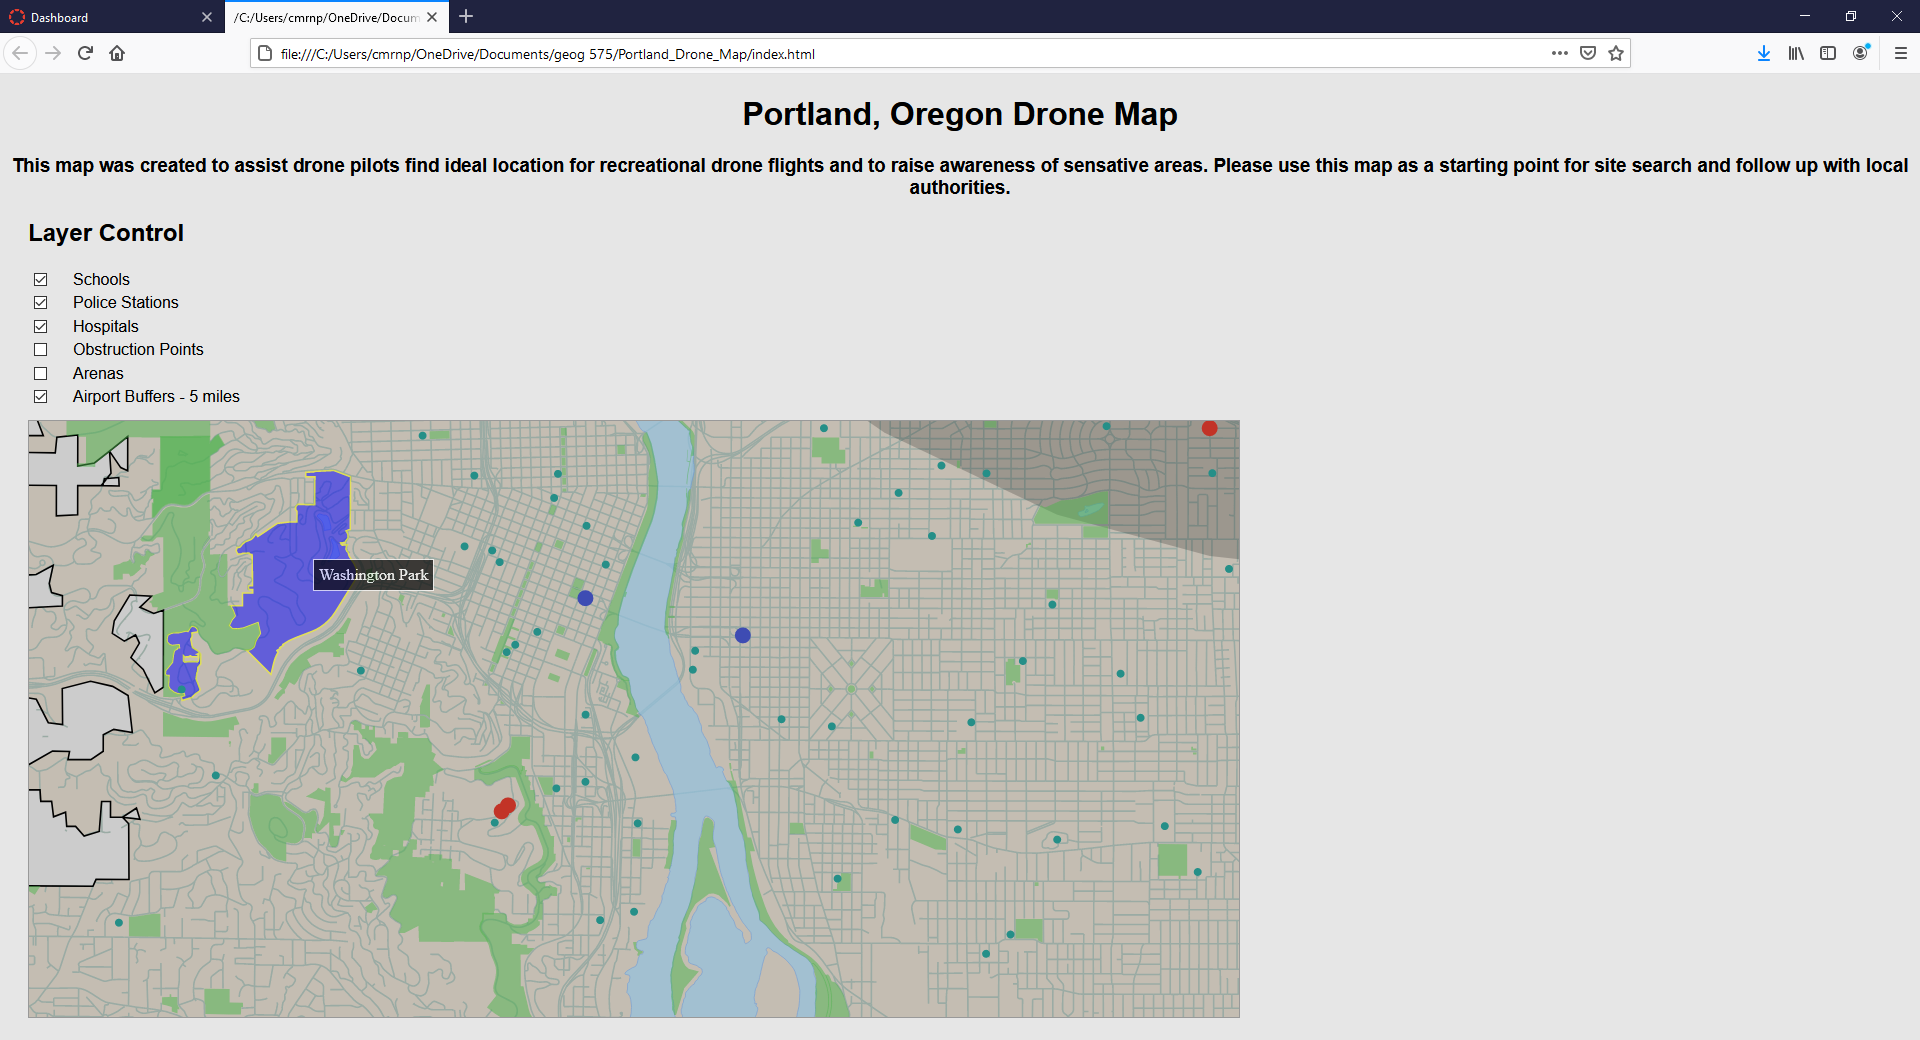 Dashboard
/C:/Users/cmrnp/OneDrive/Docum
file:///C:/Users/cmrnp/OneDrive/Documents/geog 575/Portland_Drone_Map/index.html
Portland, Oregon Drone Map
This map was created to assist drone pilots find ideal location for recreational drone flights and to raise awareness of sensative areas. Please use this map as a starting point for site search and follow up with local
authorities.
Layer Control
Schools
Police Stations
Hospitals
Obstruction Points
Arenas
Airport Buffers - 5 miles
Washington Park